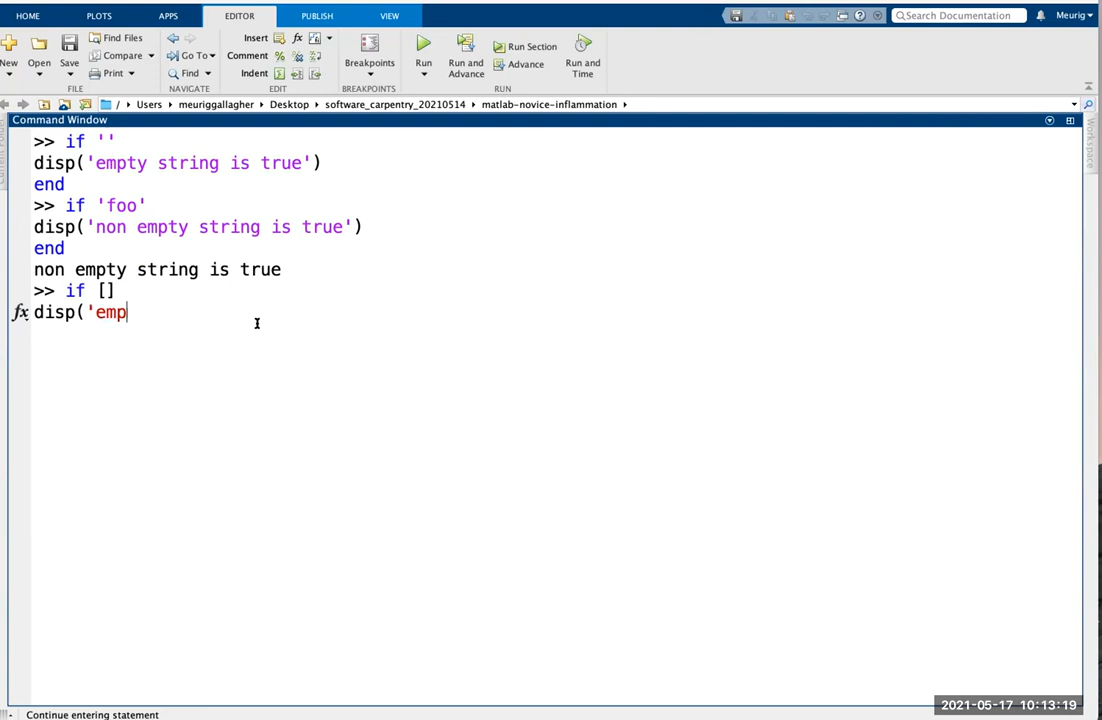 HOME PLOTS APPS EDITOR PUBLISH VIEW Search Documentation Meurig
New Open Save Find Files Compare Print Go To Find Insert fx Comment Indent Breakpoints Run Run and Advance Run Section Advance Run and Time
FILE NAVIGATE EDIT BREAKPOINTS RUN
/ Users meuriggallagher Desktop software_carpentry_20210514 matlab-novice-inflammation
Command Window
>> if ''
disp('empty string is true')
end
>> if 'foo'
disp('non empty string is true')
end
non empty string is true
>> if []
fx disp('emp
Continue entering statement
2021-05-17 10:13:19
Workspace